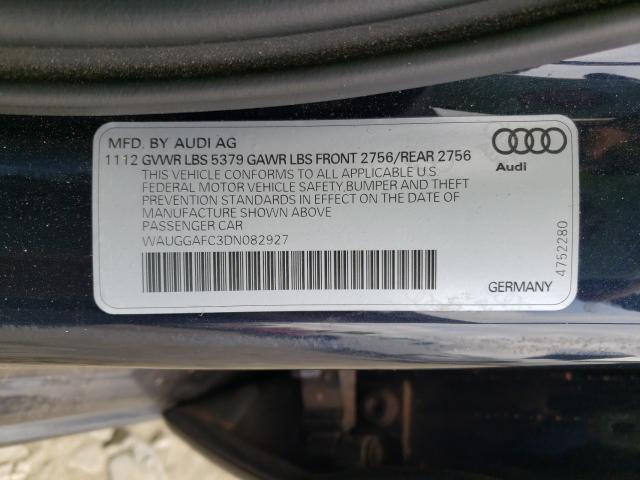 MFD. BY AUDI AG
1112 GVWR LBS 5379 GAWR LBS FRONT 2756/REAR 2756
THIS VEHICLE CONFORMS TO ALL APPLICABLE U.S.
FEDERAL MOTOR VEHICLE SAFETY,BUMPER AND THEFT
PREVENTION STANDARDS IN EFFECT ON THE DATE OF
MANUFACTURE SHOWN ABOVE
PASSENGER CAR
WAUGGAFC3DN082927
Audi
4752280
GERMANY